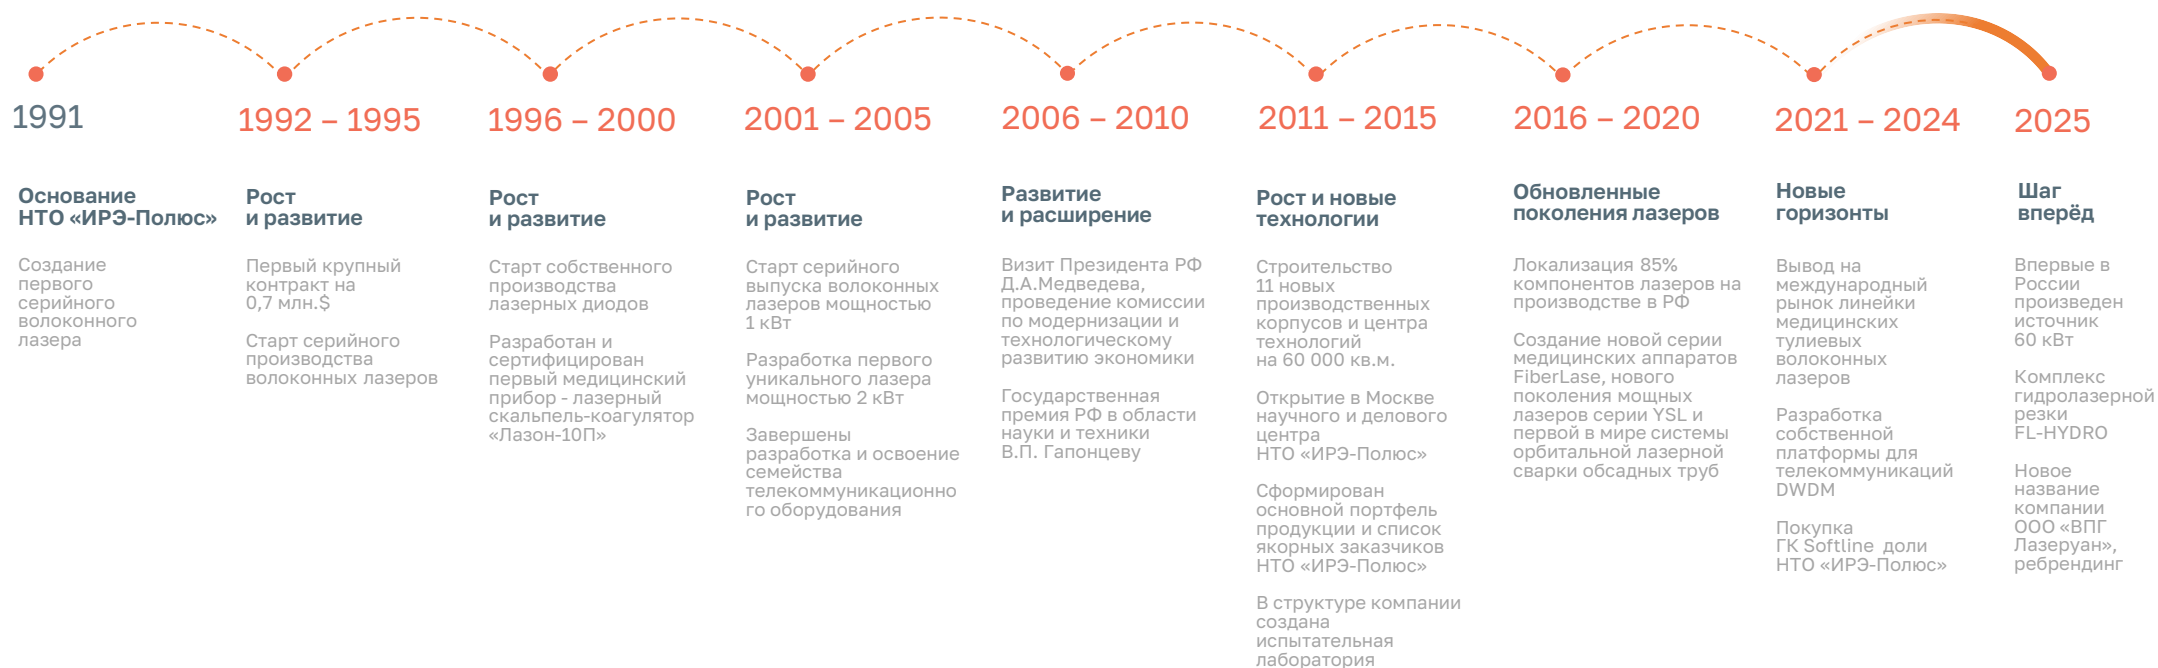 1991
Основание
НТО «ИРЭ-Полюс»
Создание
первого
серийного
волоконного
лазера
1992 – 1995
Рост
и развитие
Первый крупный
контракт на
0,7 млн.$
Старт серийного
производства
волоконных лазеров
1996 – 2000
Рост
и развитие
Старт собственного
производства
лазерных диодов
Разработан и
сертифицирован
первый медицинский
прибор - лазерный
скальпель-коагулятор
«Лазон-10П»
2001 – 2005
Рост
и развитие
Старт серийного
выпуска волоконных
лазеров мощностью
1 кВт
Разработка первого
уникального лазера
мощностью 2 кВт
Завершены
разработка и освоение
семейства
телекоммуникационно
го оборудования
2006 – 2010
Развитие
и расширение
Визит Президента РФ
Д.А.Медведева,
проведение комиссии
по модернизации и
технологическому
развитию экономики
Государственная
премия РФ в области
науки и техники
В.П. Гапонцеву
2011 – 2015
Рост и новые
технологии
Строительство
11 новых
производственных
корпусов и центра
технологий
на 60 000 кв.м.
Открытие в Москве
научного и делового
центра
НТО «ИРЭ-Полюс»
Сформирован
основной портфель
продукции и список
якорных заказчиков
НТО «ИРЭ-Полюс»
В структуре компании
создана
испытательная
лаборатория
2016 – 2020
Обновленные
поколения лазеров
Локализация 85%
компонентов лазеров на
производстве в РФ
Создание новой серии
медицинских аппаратов
FiberLase, нового
поколения мощных
лазеров серии YSL и
первой в мире системы
орбитальной лазерной
сварки обсадных труб
2021 – 2024
Новые
горизонты
Вывод на
международный
рынок линейки
медицинских
тулиевых
волоконных
лазеров
Разработка
собственной
платформы для
телекоммуникаций
DWDM
Покупка
ГК Softline доли
НТО «ИРЭ-Полюс»
2025
Шаг
вперёд
Впервые в
России
произведен
источник
60 кВт
Комплекс
гидролазерной
резки
FL-HYDRO
Новое
название
компании
ООО «ВПГ
Лазеруан»,
ребрендинг